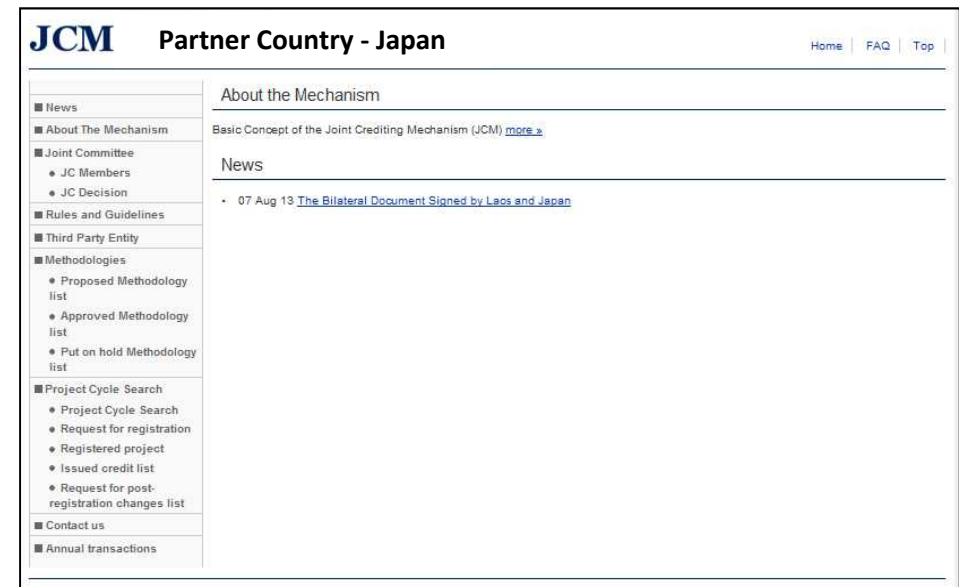 JCM Partner Country - Japan
Home | FAQ | Top |
■ News
■ About The Mechanism
■ Joint Committee
• JC Members
• JC Decision
■ Rules and Guidelines
■ Third Party Entity
■ Methodologies
• Proposed Methodology
list
• Approved Methodology
list
• Put on hold Methodology
list
■ Project Cycle Search
• Project Cycle Search
• Request for registration
• Registered project
• Issued credit list
• Request for post-
registration changes list
■ Contact us
■ Annual transactions
About the Mechanism
Basic Concept of the Joint Crediting Mechanism (JCM) more »
News
• 07 Aug 13 The Bilateral Document Signed by Laos and Japan